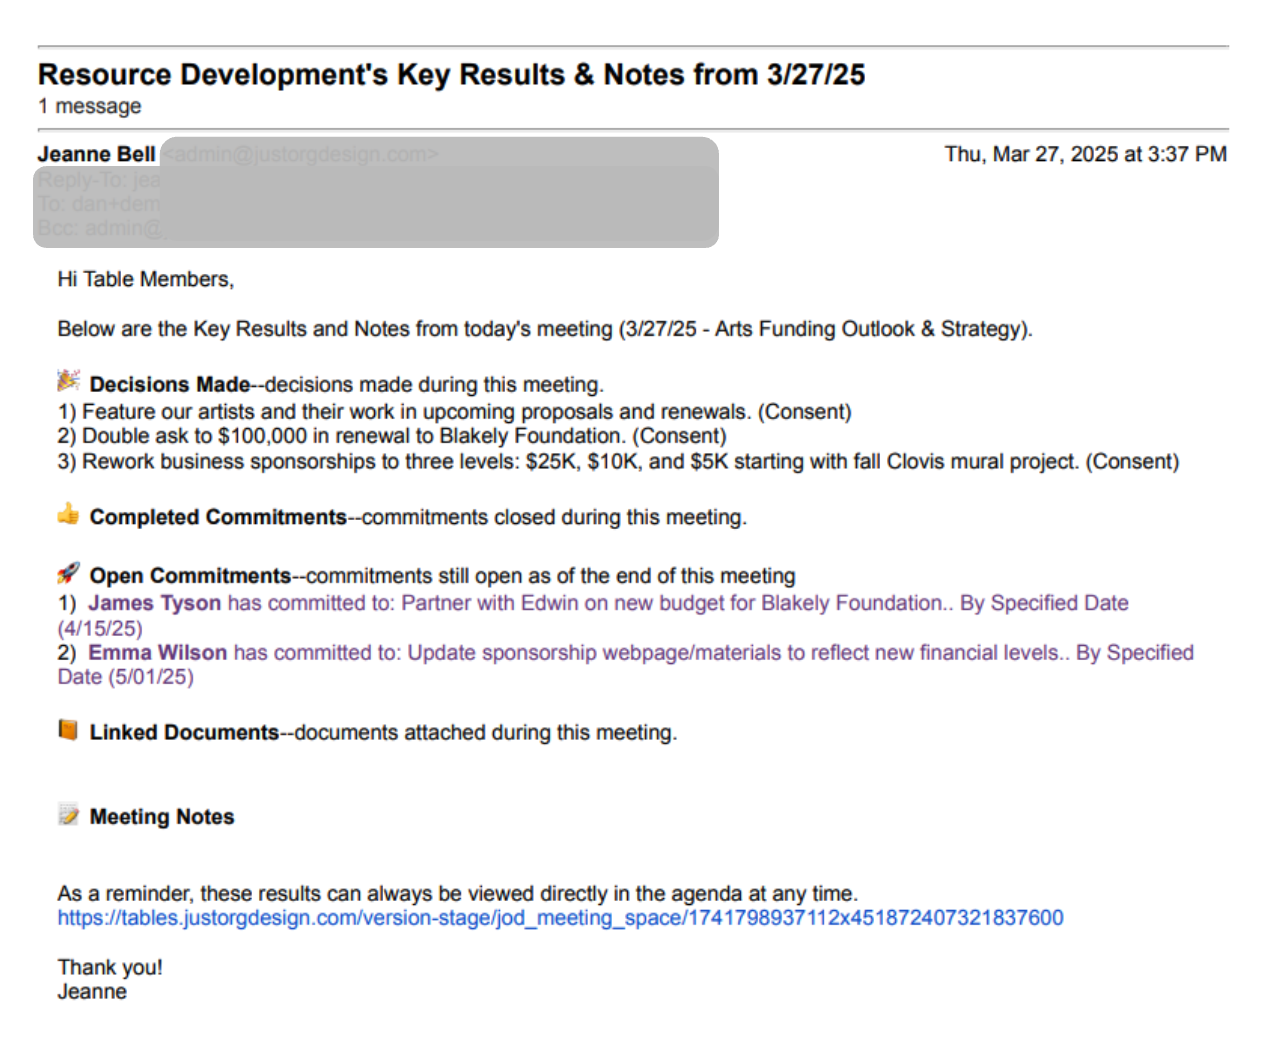 Resource Development's Key Results & Notes from 3/27/25
1 message
Jeanne Bell <admin@justorgdesign.com> Thu, Mar 27, 2025 at 3:37 PM
Reply-To: jea
To: dan+dem
Bcc: admin@
Hi Table Members,
Below are the Key Results and Notes from today's meeting (3/27/25 - Arts Funding Outlook & Strategy).
🎉 Decisions Made--decisions made during this meeting.
1) Feature our artists and their work in upcoming proposals and renewals. (Consent)
2) Double ask to $100,000 in renewal to Blakely Foundation. (Consent)
3) Rework business sponsorships to three levels: $25K, $10K, and $5K starting with fall Clovis mural project. (Consent)
👍 Completed Commitments--commitments closed during this meeting.
🚀 Open Commitments--commitments still open as of the end of this meeting
1) James Tyson has committed to: Partner with Edwin on new budget for Blakely Foundation.. By Specified Date
(4/15/25)
2) Emma Wilson has committed to: Update sponsorship webpage/materials to reflect new financial levels.. By Specified
Date (5/01/25)
📙 Linked Documents--documents attached during this meeting.
📝 Meeting Notes
As a reminder, these results can always be viewed directly in the agenda at any time.
https://tables.justorgdesign.com/version-stage/jod_meeting_space/1741798937112x451872407321837600
Thank you!
Jeanne